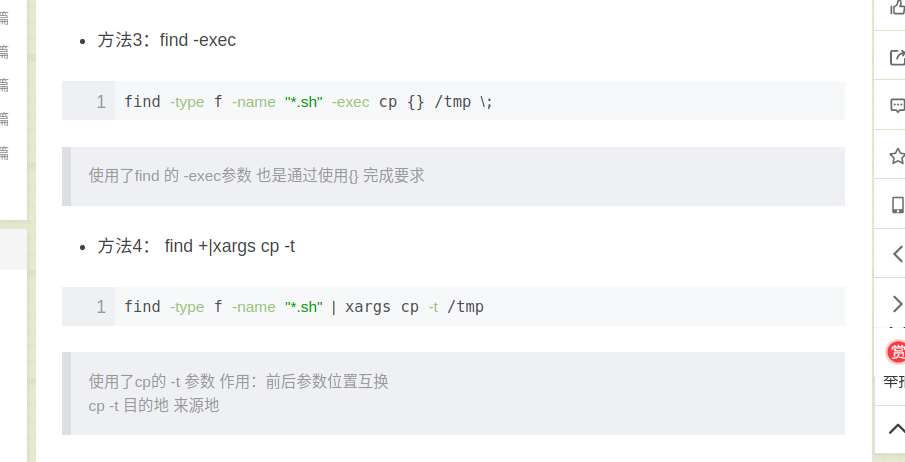 篇
篇
篇
篇
篇
方法3：find -exec
1 find -type f -name "*.sh" -exec cp {} /tmp \;
使用了find 的 -exec参数 也是通过使用{} 完成要求
方法4： find +|xargs cp -t
1 find -type f -name "*.sh" | xargs cp -t /tmp
使用了cp的 -t 参数 作用：前后参数位置互换
cp -t 目的地 来源地
赏